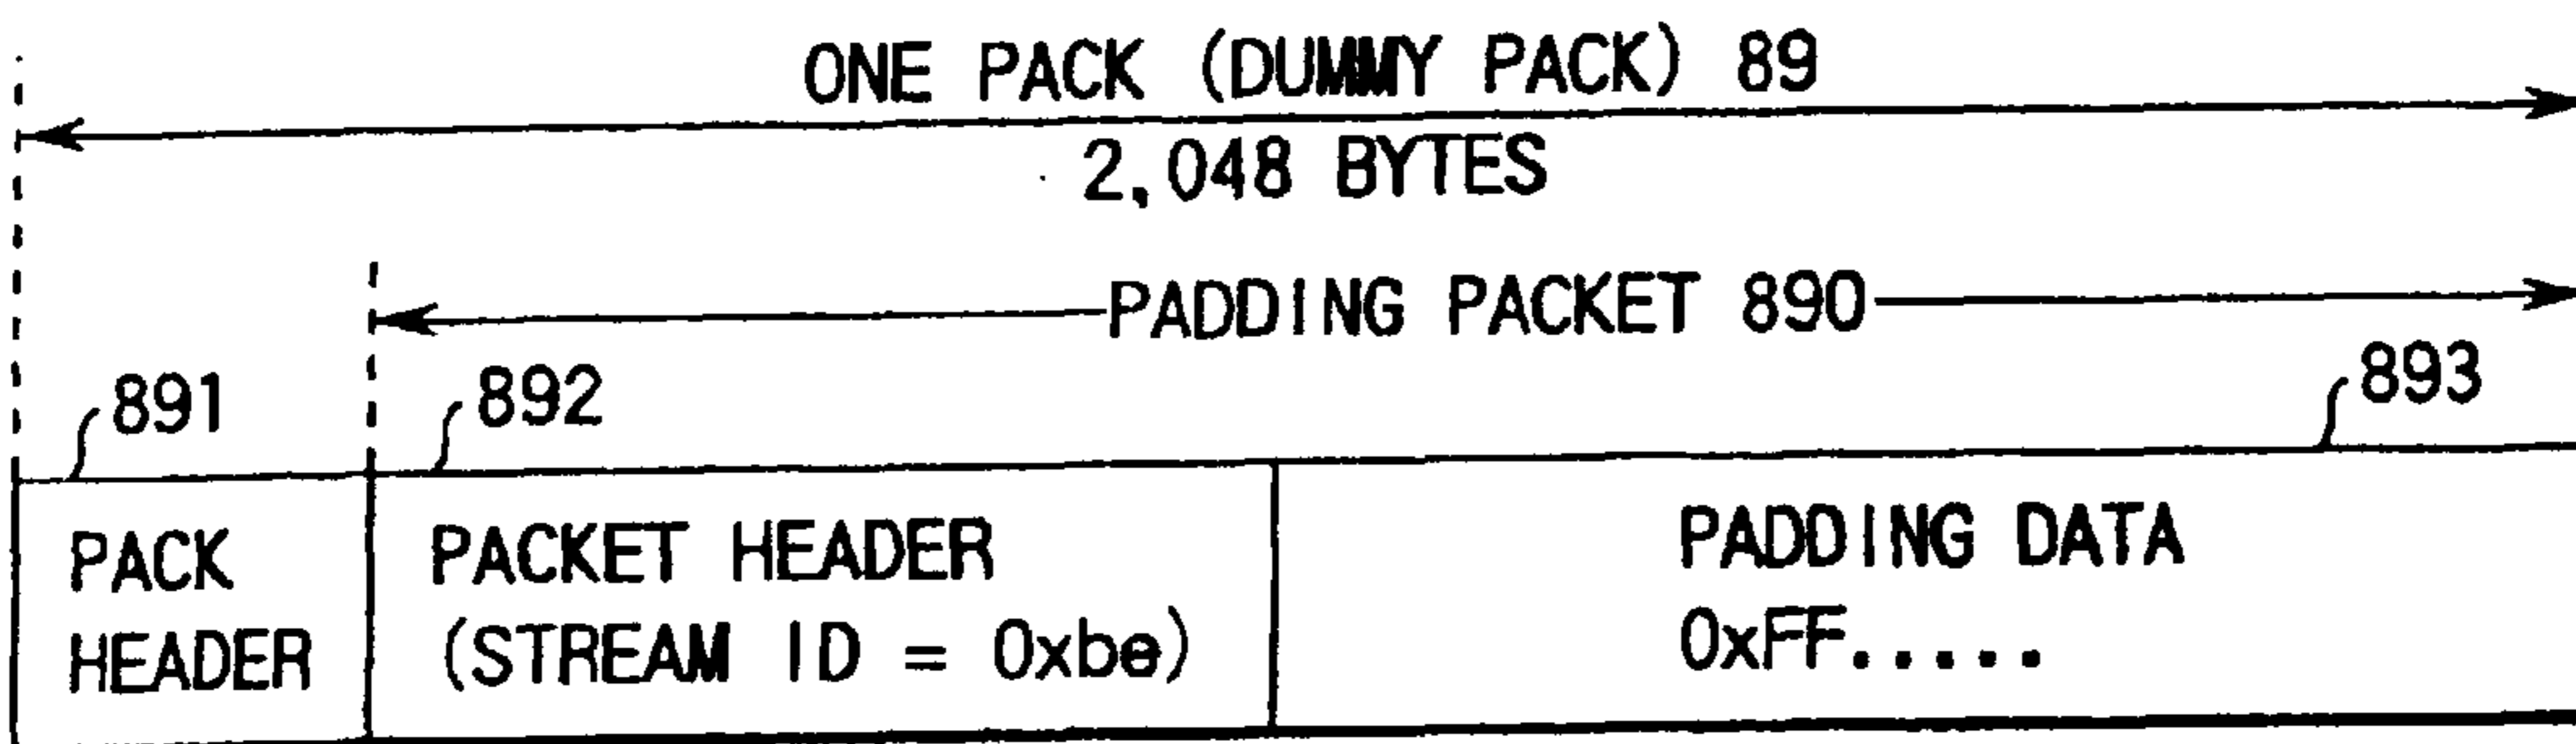 ONE PACK (DUMMY PACK) 89
2,048 BYTES
PADDING PACKET 890
891
892
893
PACK
HEADER
PACKET HEADER
(STREAM ID = 0xbe)
PADDING DATA
0xFF.....